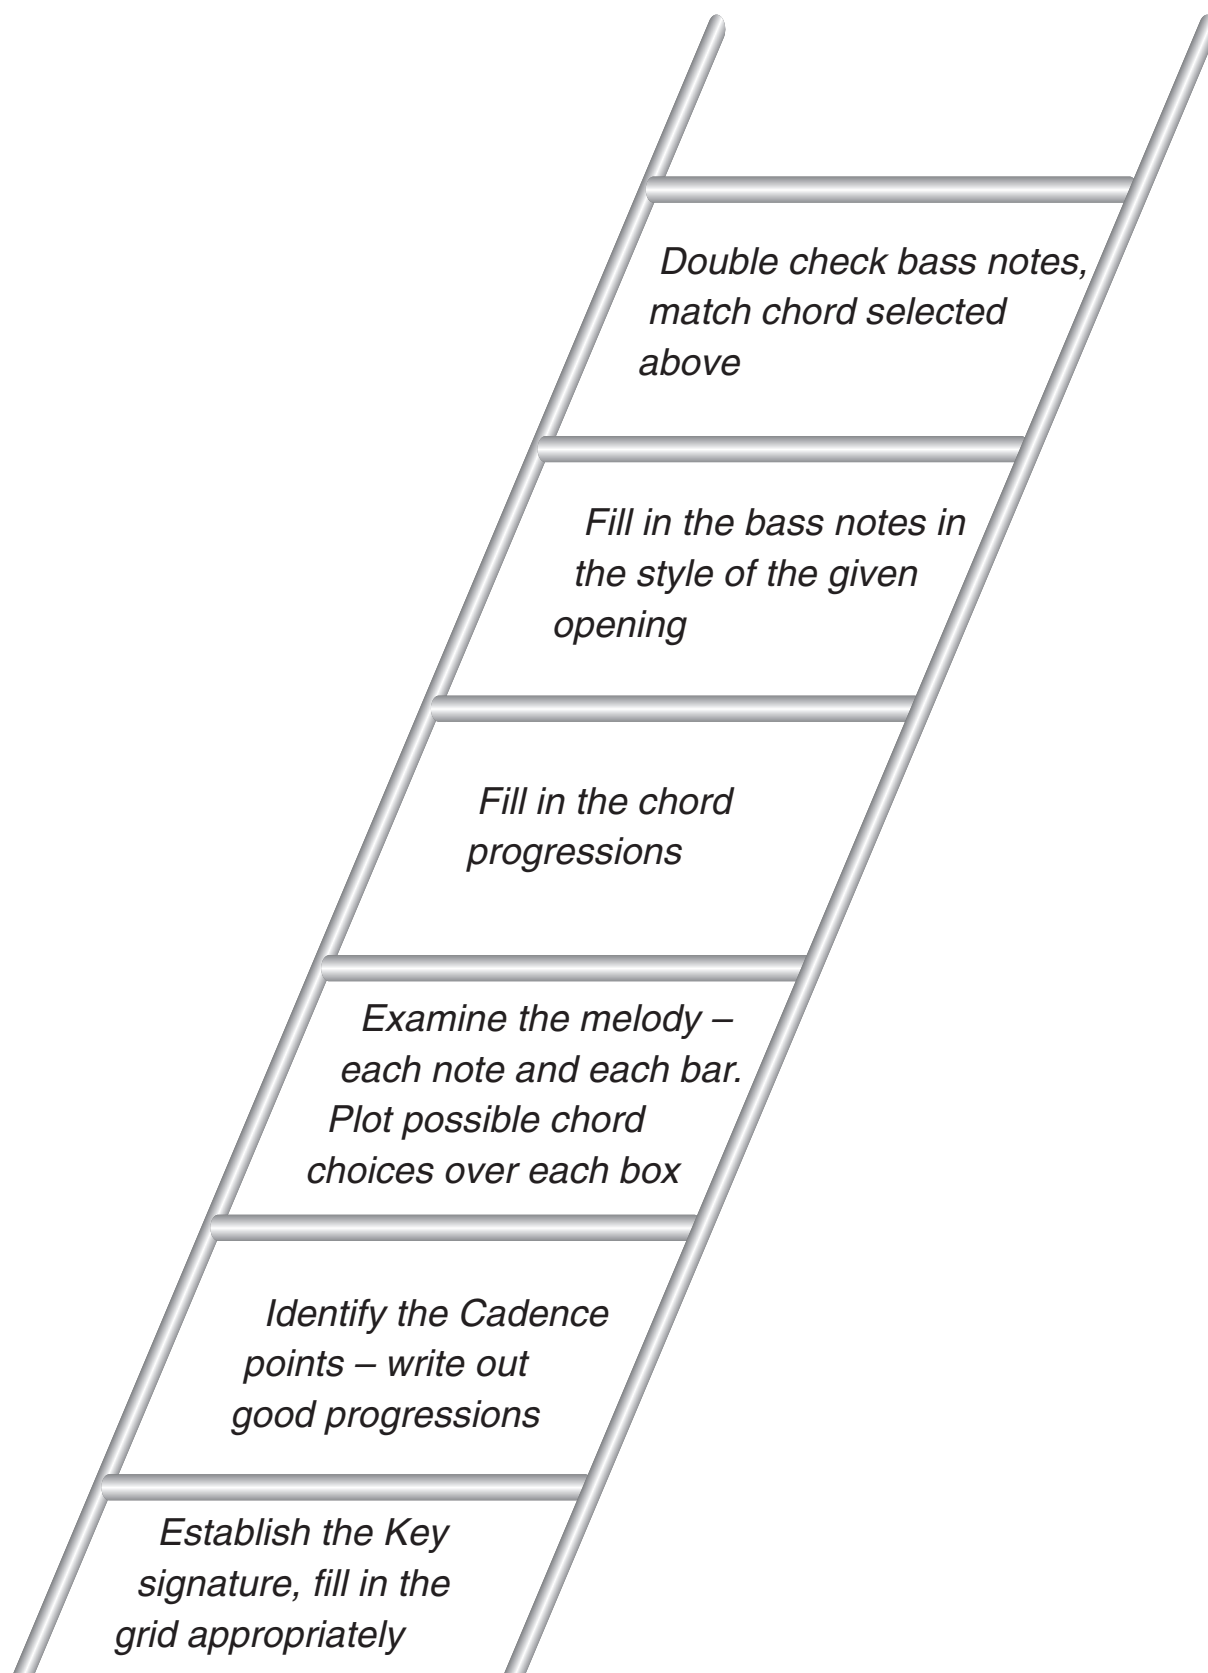 Double check bass notes,
match chord selected
above
Fill in the bass notes in
the style of the given
opening
Fill in the chord
progressions
Examine the melody –
each note and each bar.
Plot possible chord
choices over each box
Identify the Cadence
points – write out
good progressions
Establish the Key
signature, fill in the
grid appropriately